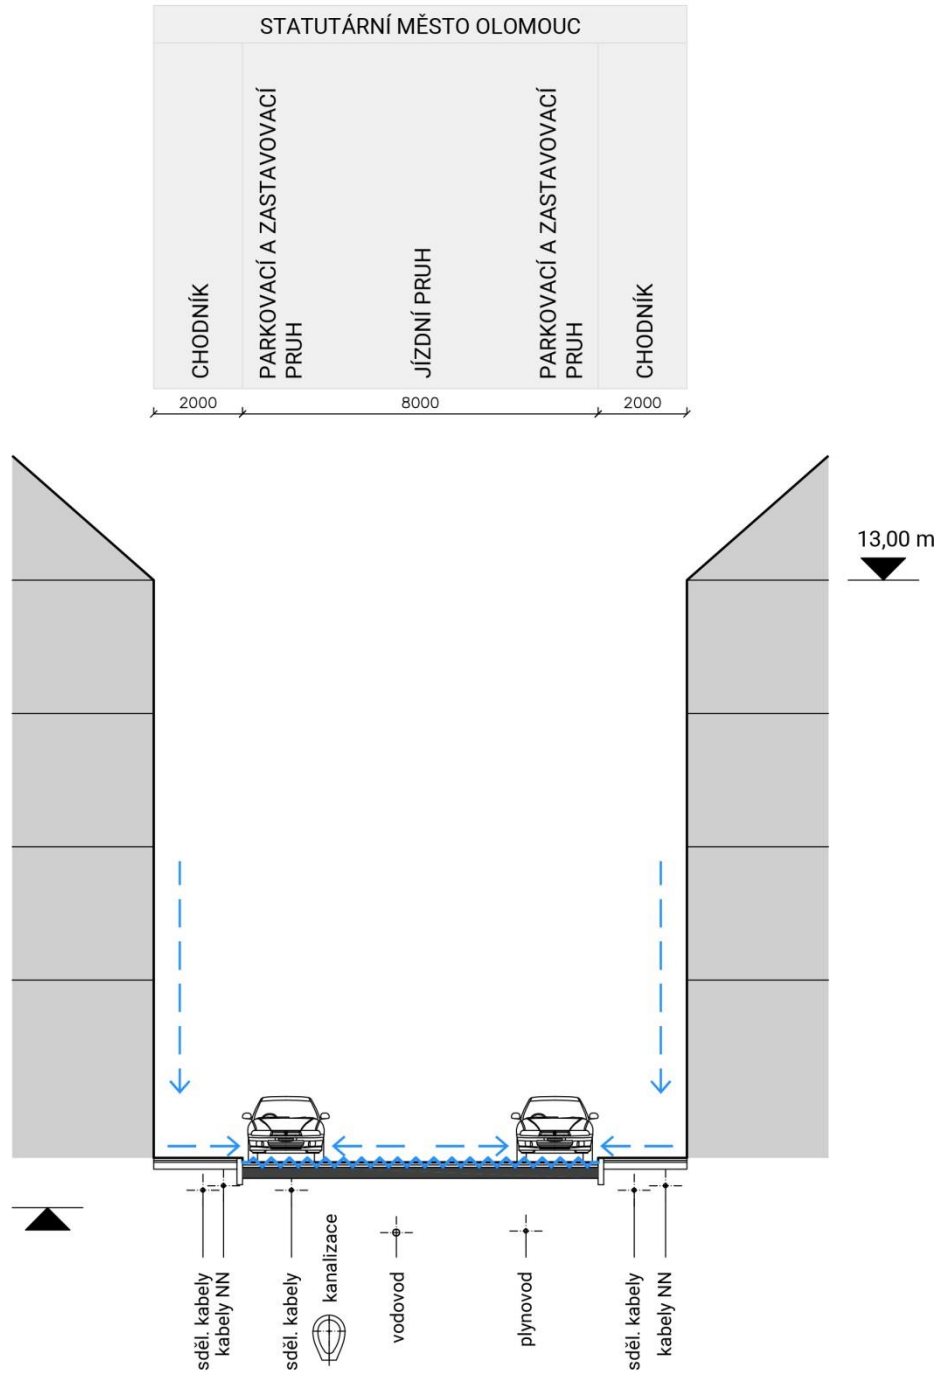 STATUTÁRNÍ MĚSTO OLOMOUC
CHODNÍK
PARKOVACÍ A ZASTAVOVACÍ
PRUH
JÍZDNÍ PRUH
PARKOVACÍ A ZASTAVOVACÍ
PRUH
CHODNÍK
2000
8000
2000
13,00 m
sděl. kabely
kabely NN
sděl. kabely
kanalizace
vodovod
plynovod
sděl. kabely
kabely NN